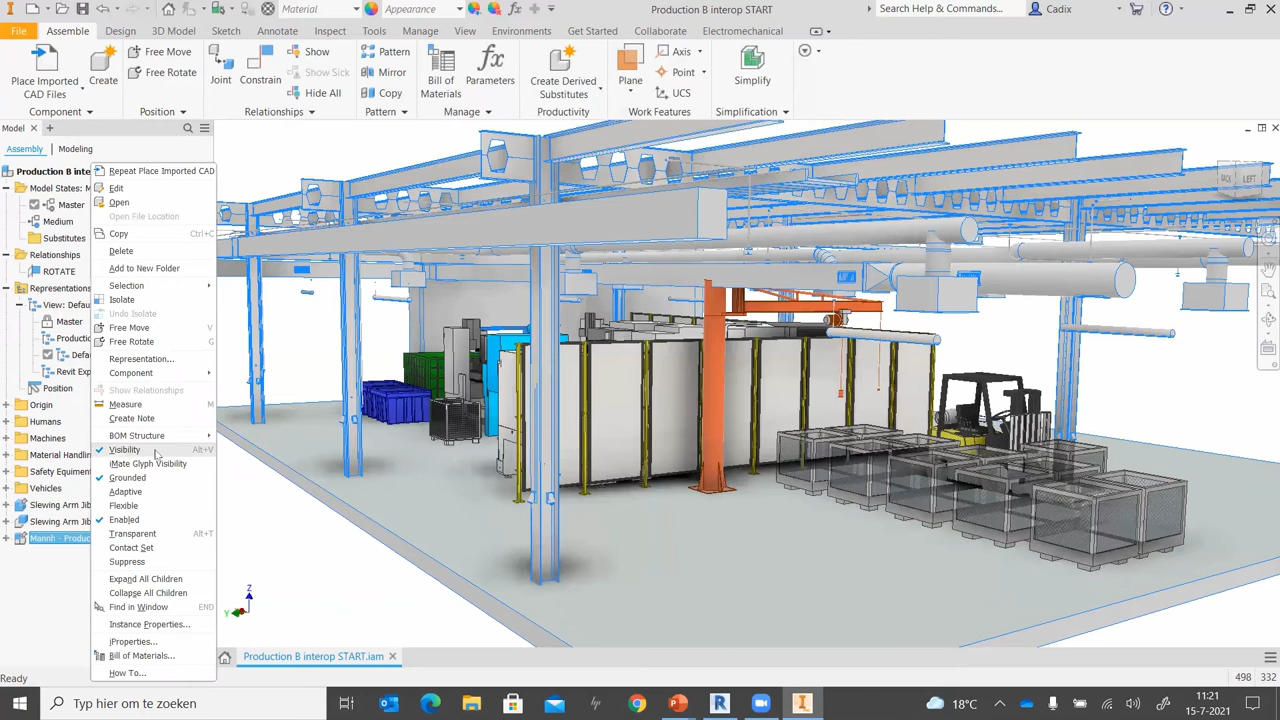 Material
Appearance
Production B interop START
Search Help & Commands...
Cadix
File
Assemble
Design
3D Model
Sketch
Annotate
Inspect
Tools
Manage
View
Environments
Get Started
Collaborate
Electromechanical
Place Imported
CAD Files
Create
Free Move
Free Rotate
Joint
Constrain
Show
Show Sick
Hide All
Pattern
Mirror
Copy
Bill of
Materials
Parameters
Create Derived
Substitutes
Plane
Axis
Point
UCS
Simplify
Component
Position
Relationships
Pattern
Manage
Productivity
Work Features
Simplification
Model
Assembly
Modeling
Production B inte
Model States: M
Master
Medium
Substitutes
Relationships
ROTATE
Representations
View: Defau
Master
Production
Defa
Revit Exp
Position
Origin
Humans
Machines
Material Handlin
Safety Equipmen
Vehicles
Slewing Arm Jib
Slewing Arm Jib
Mannh - Produc
Repeat Place Imported CAD
Edit
Open
Open File Location
Copy Ctrl+C
Delete
Add to New Folder
Selection
Isolate
Undo Isolate
Free Move V
Free Rotate G
Representation...
Component
Show Relationships
Measure M
Create Note
BOM Structure
Visibility Alt+V
iMate Glyph Visibility
Grounded
Adaptive
Flexible
Enabled
Transparent Alt+T
Contact Set
Suppress
Expand All Children
Collapse All Children
Find in Window END
Instance Properties...
iProperties...
Bill of Materials...
How To...
BACK
LEFT
Z
Y
Production B interop START.iam
Ready
498
332
Typ hier om te zoeken
18°C
11:21
15-7-2021